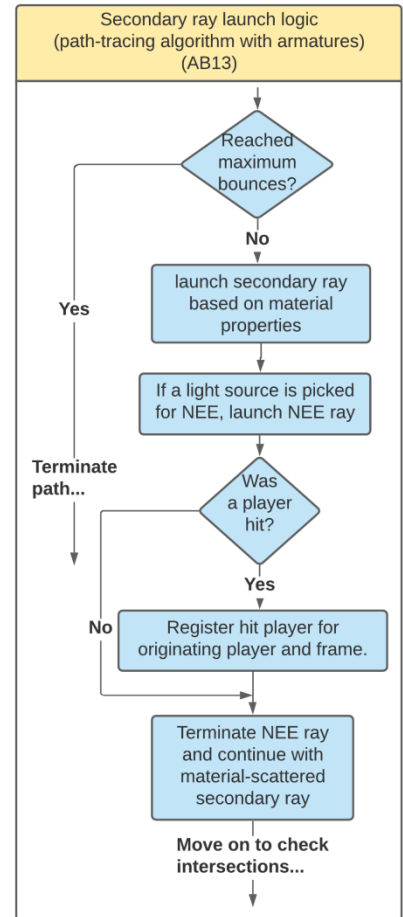 Secondary ray launch logic
(path-tracing algorithm with armatures)
(AB13)
Reached
maximum
bounces?
No
Yes
launch secondary ray
based on material
properties
If a light source is picked
for NEE, launch NEE ray
Terminate
path...
Was
a player
hit?
Yes
No
Register hit player for
originating player and frame.
Terminate NEE ray
and continue with
material-scattered
secondary ray
Move on to check
intersections...